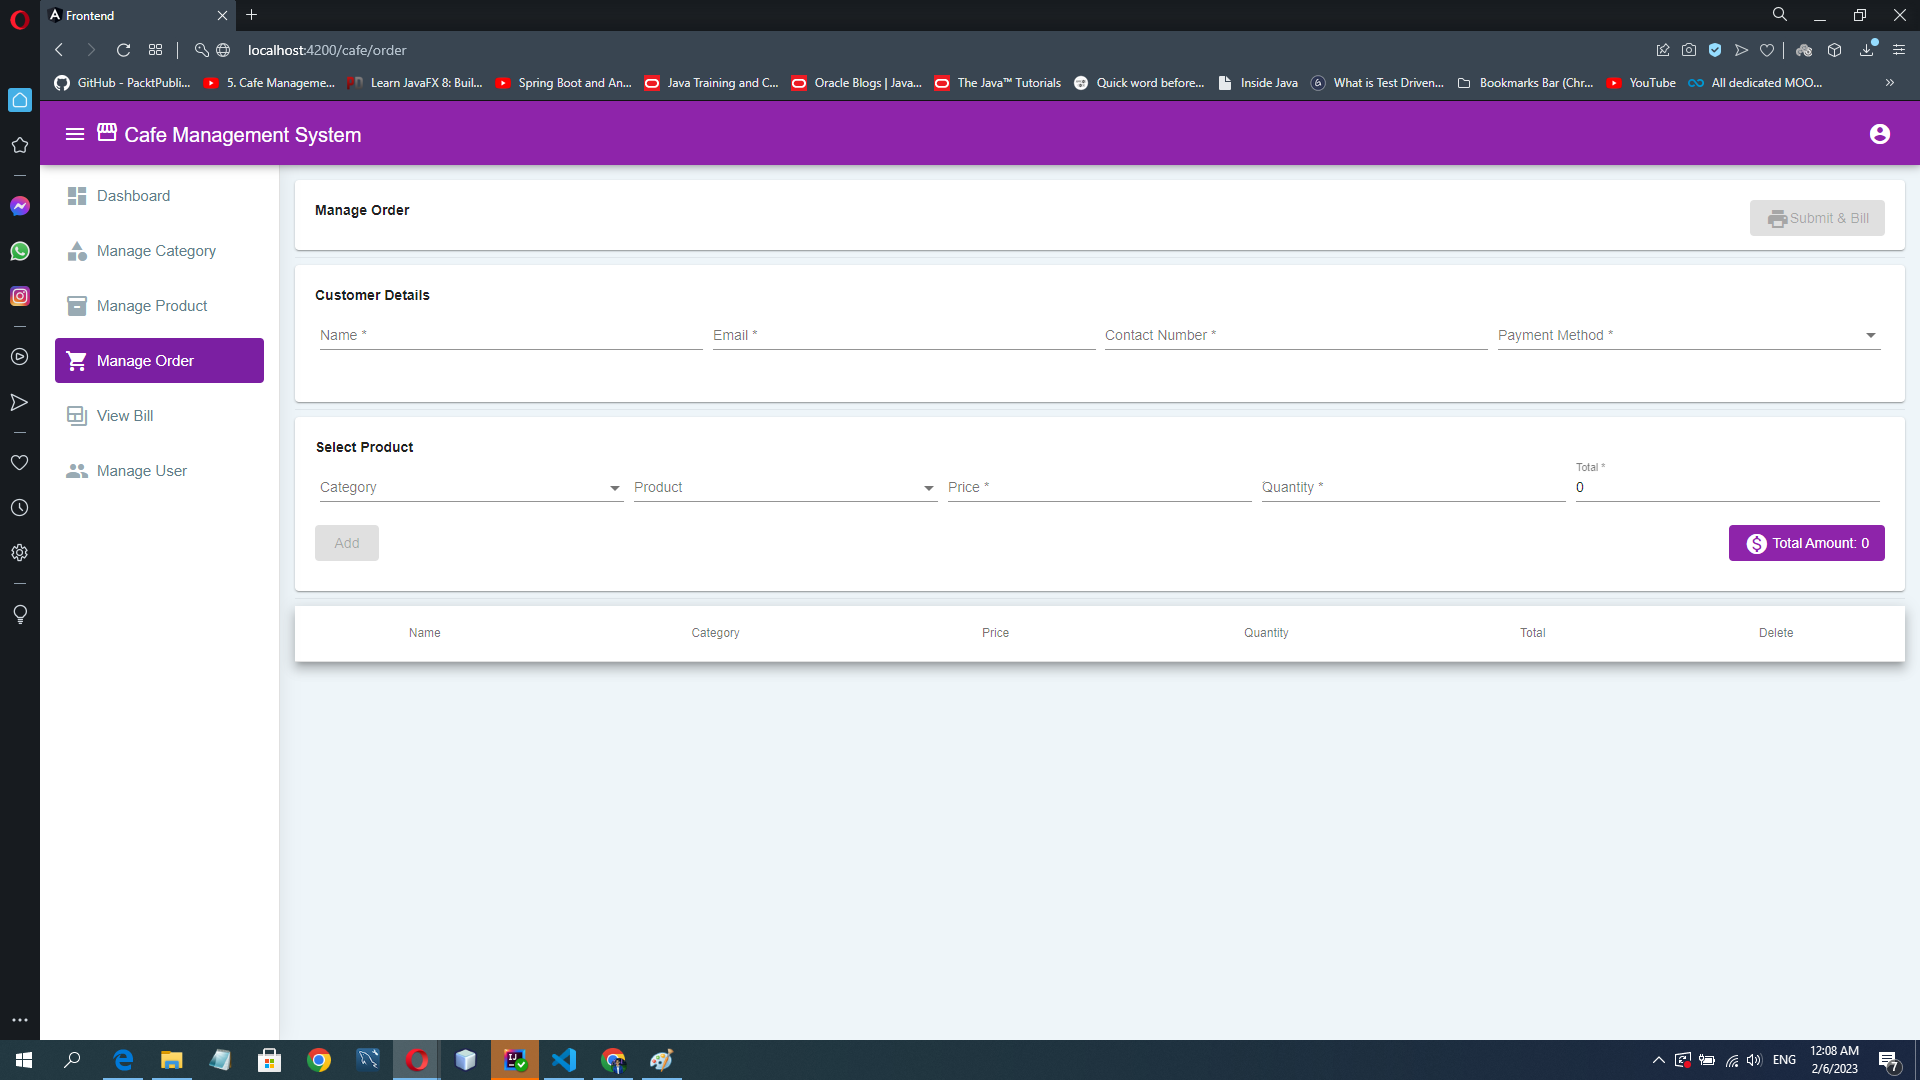 Frontend
localhost:4200/cafe/order
GitHub - PacktPubli... 5. Cafe Manageme... Learn JavaFX 8: Buil... Spring Boot and An... Java Training and C... Oracle Blogs | Java... The Java™ Tutorials Quick word before... Inside Java What is Test Driven... Bookmarks Bar (Chr... YouTube All dedicated MOO... »
Cafe Management System
Dashboard
Manage Category
Manage Product
Manage Order
View Bill
Manage User
Manage Order
Submit & Bill
Customer Details
Name * Email * Contact Number * Payment Method *
Select Product
Total *
Category Product Price * Quantity * 0
Add
Total Amount: 0
Name Category Price Quantity Total Delete
ENG
12:08 AM
2/6/2023
7